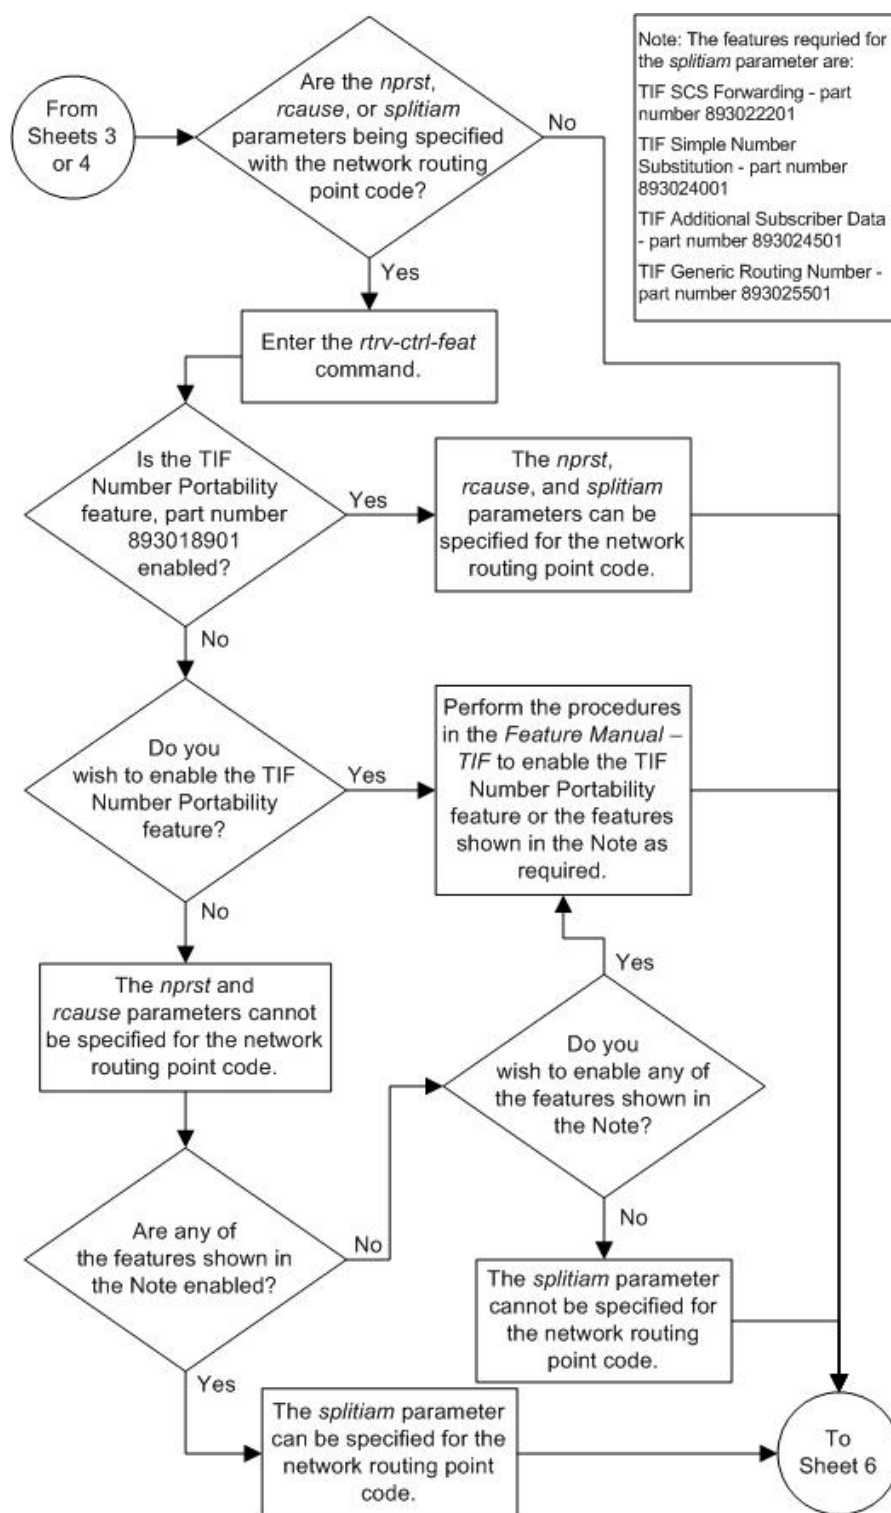 From
Sheets 3
or 4
Are the nprst,
rcause, or splitiam
parameters being specified
with the network routing
point code?
No
Note: The features requried for
the splitiam parameter are:
TIF SCS Forwarding - part
number 893022201
TIF Simple Number
Substitution - part number
893024001
TIF Additional Subscriber Data
- part number 893024501
TIF Generic Routing Number -
part number 893025501
Yes
Enter the rtrv-ctrl-feat
command.
Is the TIF
Number Portability
feature, part number
893018901
enabled?
Yes
The nprst,
rcause, and splitiam
parameters can be
specified for the network
routing point code.
No
Do you
wish to enable the TIF
Number Portability
feature?
Yes
Perform the procedures
in the Feature Manual –
TIF to enable the TIF
Number Portability
feature or the features
shown in the Note as
required.
No
The nprst and
rcause parameters cannot
be specified for the network
routing point code.
Yes
Do you
wish to enable any of
the features shown in
the Note?
Are any of
the features shown in
the Note enabled?
No
No
The splitiam parameter
cannot be specified for
the network routing
point code.
Yes
The splitiam parameter
can be specified for the
network routing point
code.
To
Sheet 6